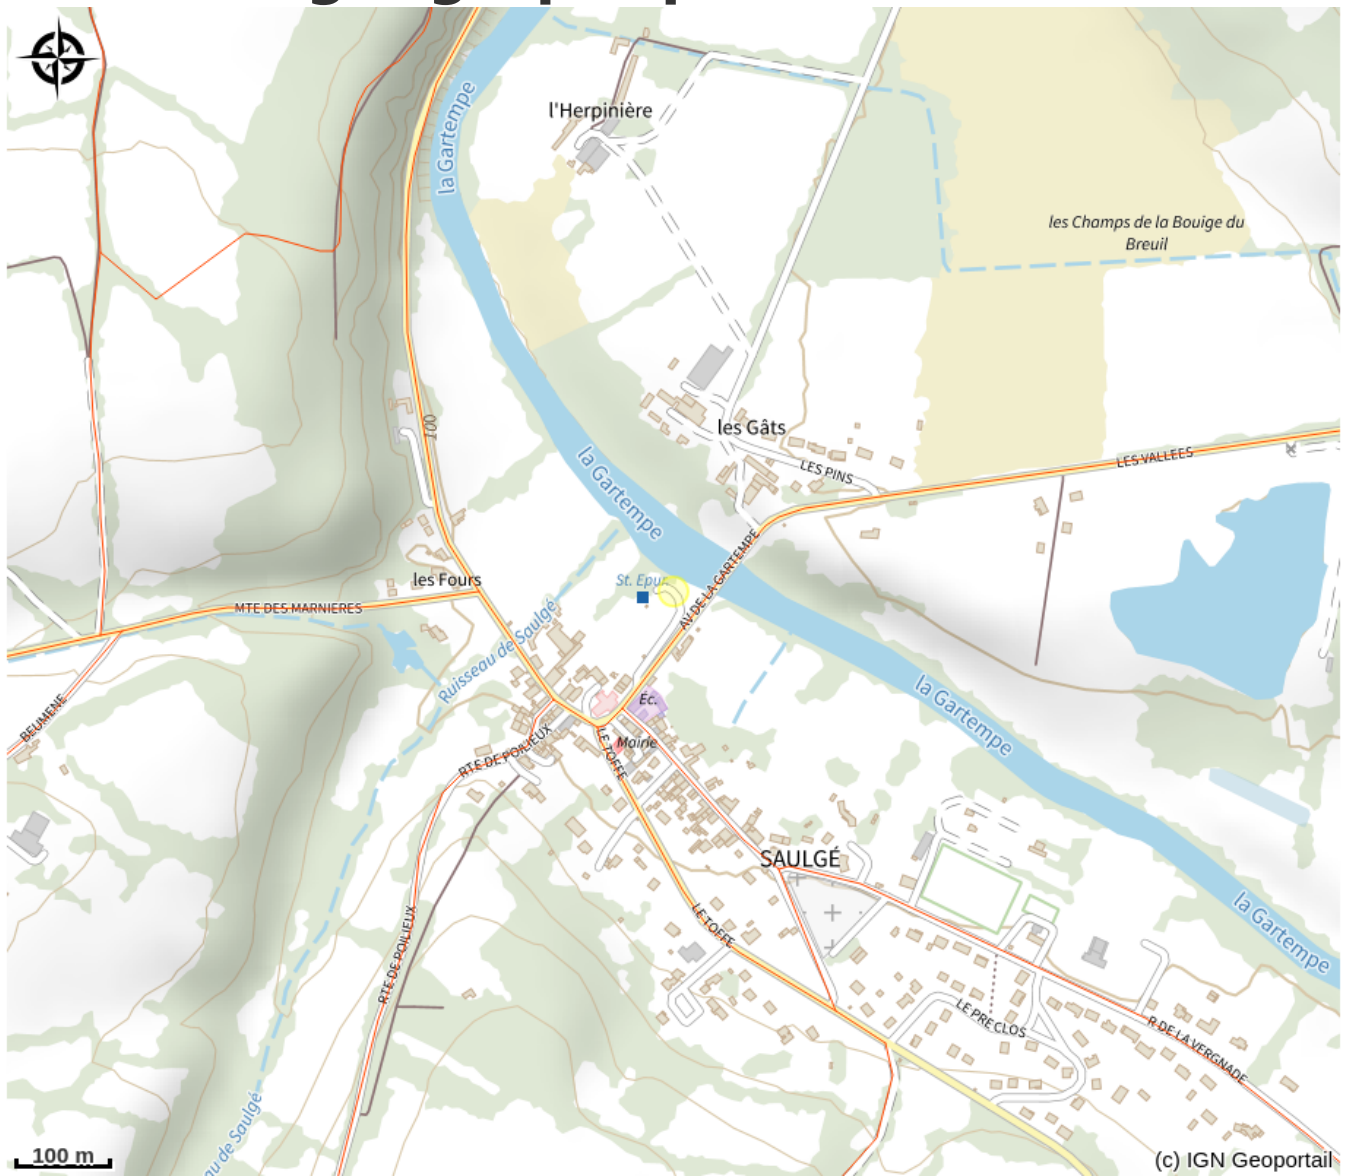 l'Herpinière
la Gartempe
les Champs de la Bouige du
Breuil
100
les Gâts
LES PINS
LES VALLEES
la Gartempe
AV DE LA GARTEMPE
St. Epur.
les Fours
MTE DES MARNIERES
Ruisseau de Saulgé
BEUMENE
Éc.
Mairie
la Gartempe
RTE DE POILIEUX
LE TOFFE
SAULGÉ
la Gartempe
LE TOFFE
RTE DE POILIEUX
LE PRE CLOS
R DE LA VERGNADE
au de Saulgé
100 m
(c) IGN Geoportail